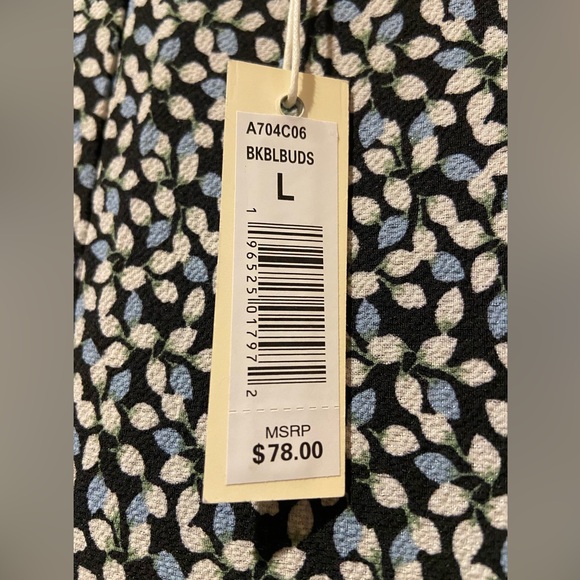 A704C06
BKBLBUDS
L
1 96525 01797 2
MSRP
$78.00